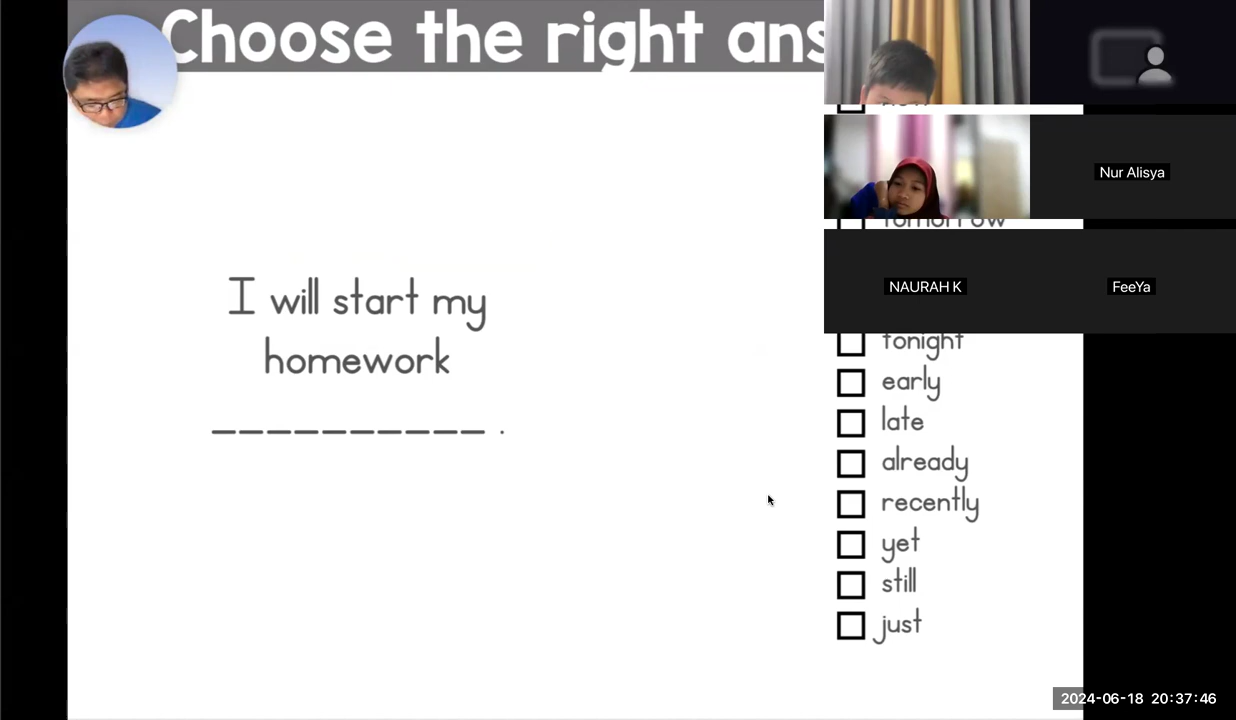 Choose the right ans
I will start my
homework
__________ .
tomorrow
tonight
early
late
already
recently
yet
still
just
Nur Alisya
NAURAH K
FeeYa
2024-06-18 20:37:46